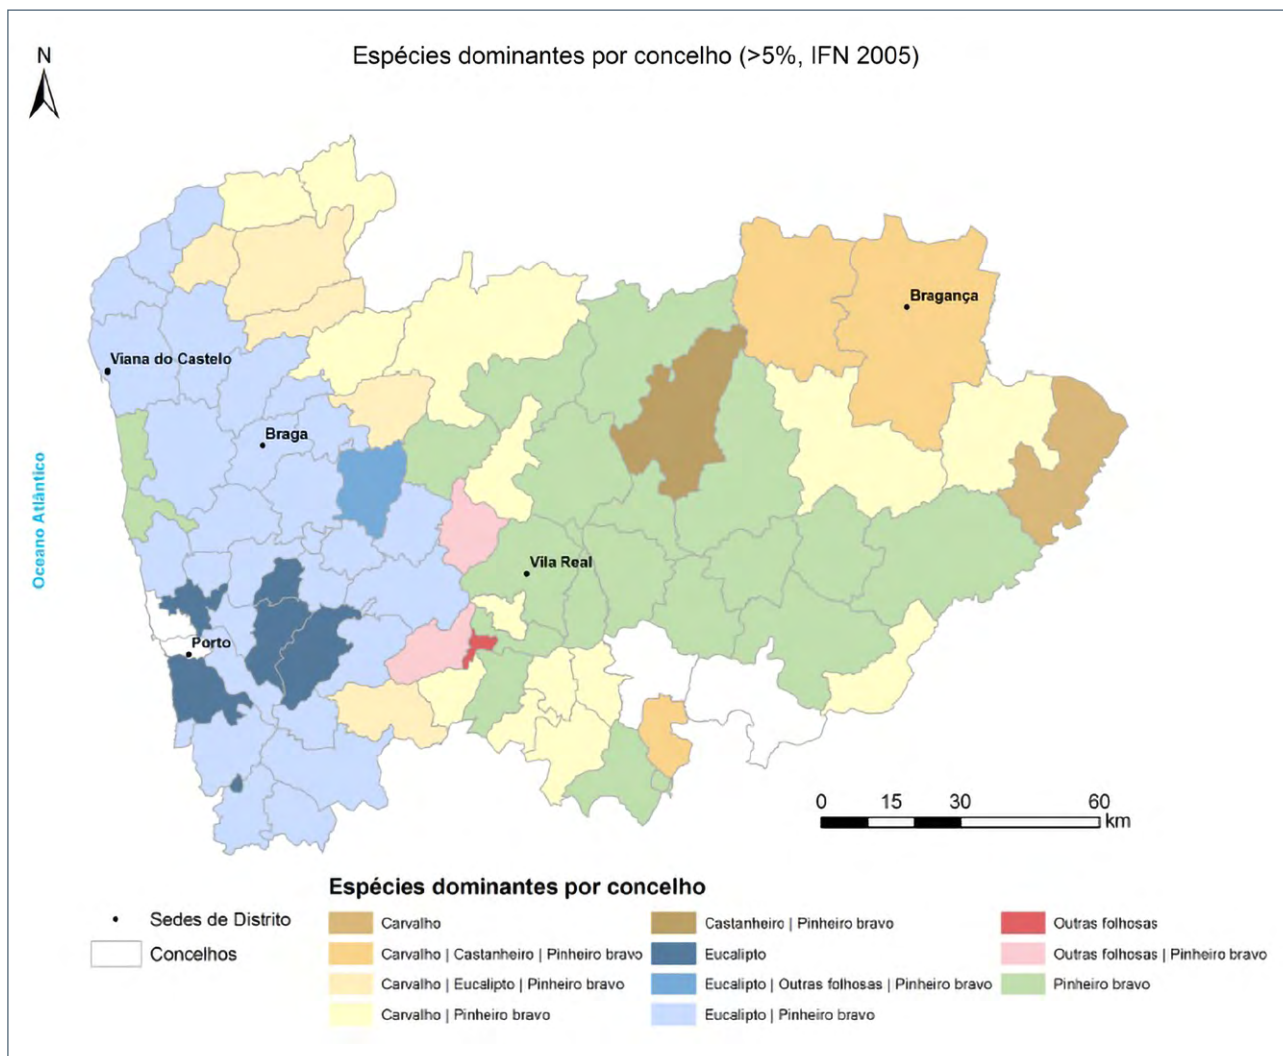 Espécies dominantes por concelho (>5%, IFN 2005)
N
Bragança
Viana do Castelo
Braga
Oceano Atlântico
Vila Real
Porto
0 15 30 60
km
Espécies dominantes por concelho
Sedes de Distrito
Concelhos
Carvalho
Carvalho | Castanheiro | Pinheiro bravo
Carvalho | Eucalipto | Pinheiro bravo
Carvalho | Pinheiro bravo
Castanheiro | Pinheiro bravo
Eucalipto
Eucalipto | Outras folhosas | Pinheiro bravo
Eucalipto | Pinheiro bravo
Outras folhosas
Outras folhosas | Pinheiro bravo
Pinheiro bravo